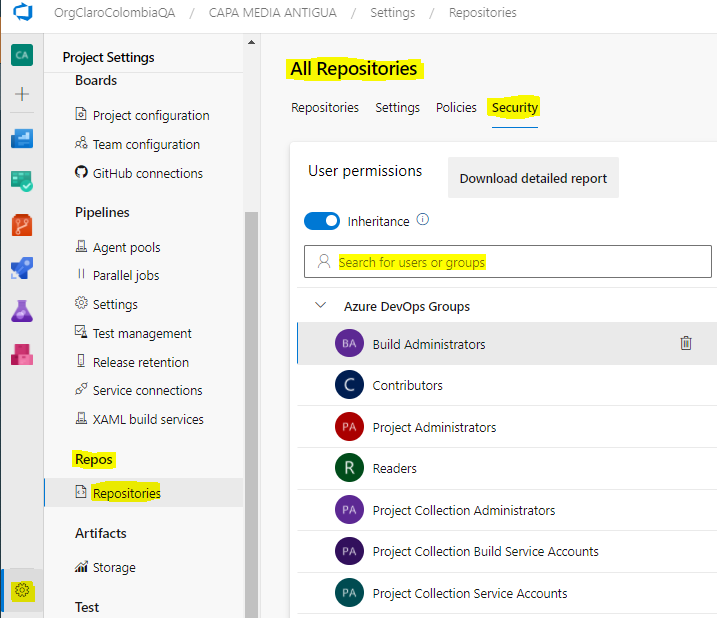 OrgClaroColombiaQA / CAPA MEDIA ANTIGUA / Settings / Repositories
CA
Project Settings
Boards
Project configuration
Team configuration
GitHub connections
Pipelines
Agent pools
Parallel jobs
Settings
Test management
Release retention
Service connections
XAML build services
Repos
Repositories
Artifacts
Storage
Test
All Repositories
Repositories Settings Policies Security
User permissions
Download detailed report
Inheritance
Search for users or groups
Azure DevOps Groups
BA Build Administrators
C Contributors
PA Project Administrators
R Readers
PA Project Collection Administrators
PA Project Collection Build Service Accounts
PA Project Collection Service Accounts